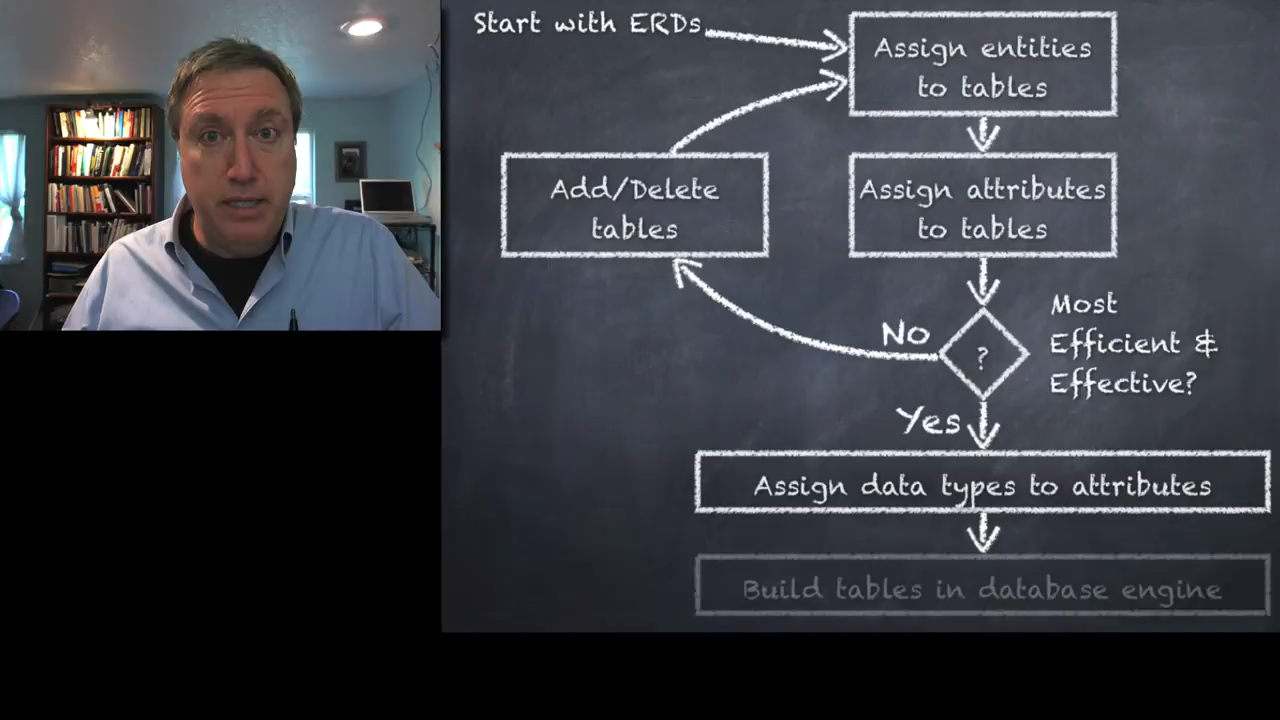 Start with ERDs
Assign entities
to tables
Add/Delete
tables
Assign attributes
to tables
No
?
Most
Efficient &
Effective?
Yes
Assign data types to attributes
Build tables in database engine